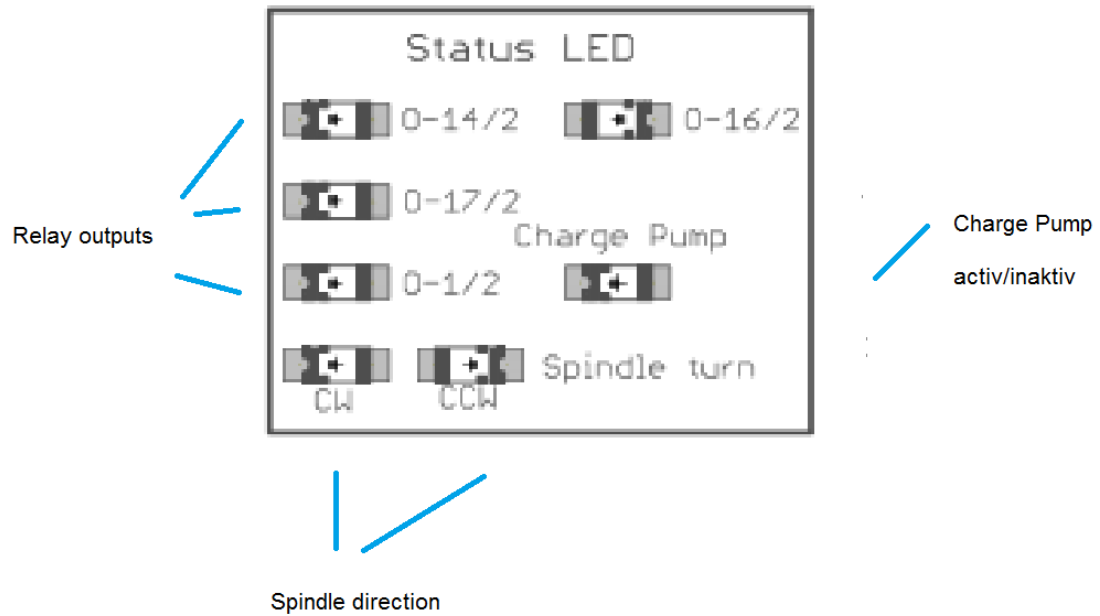 Status LED
O-14/2 O-16/2
O-17/2
Charge Pump
O-1/2
CW CCW Spindle turn
Relay outputs
Charge Pump
activ/inaktiv
Spindle direction